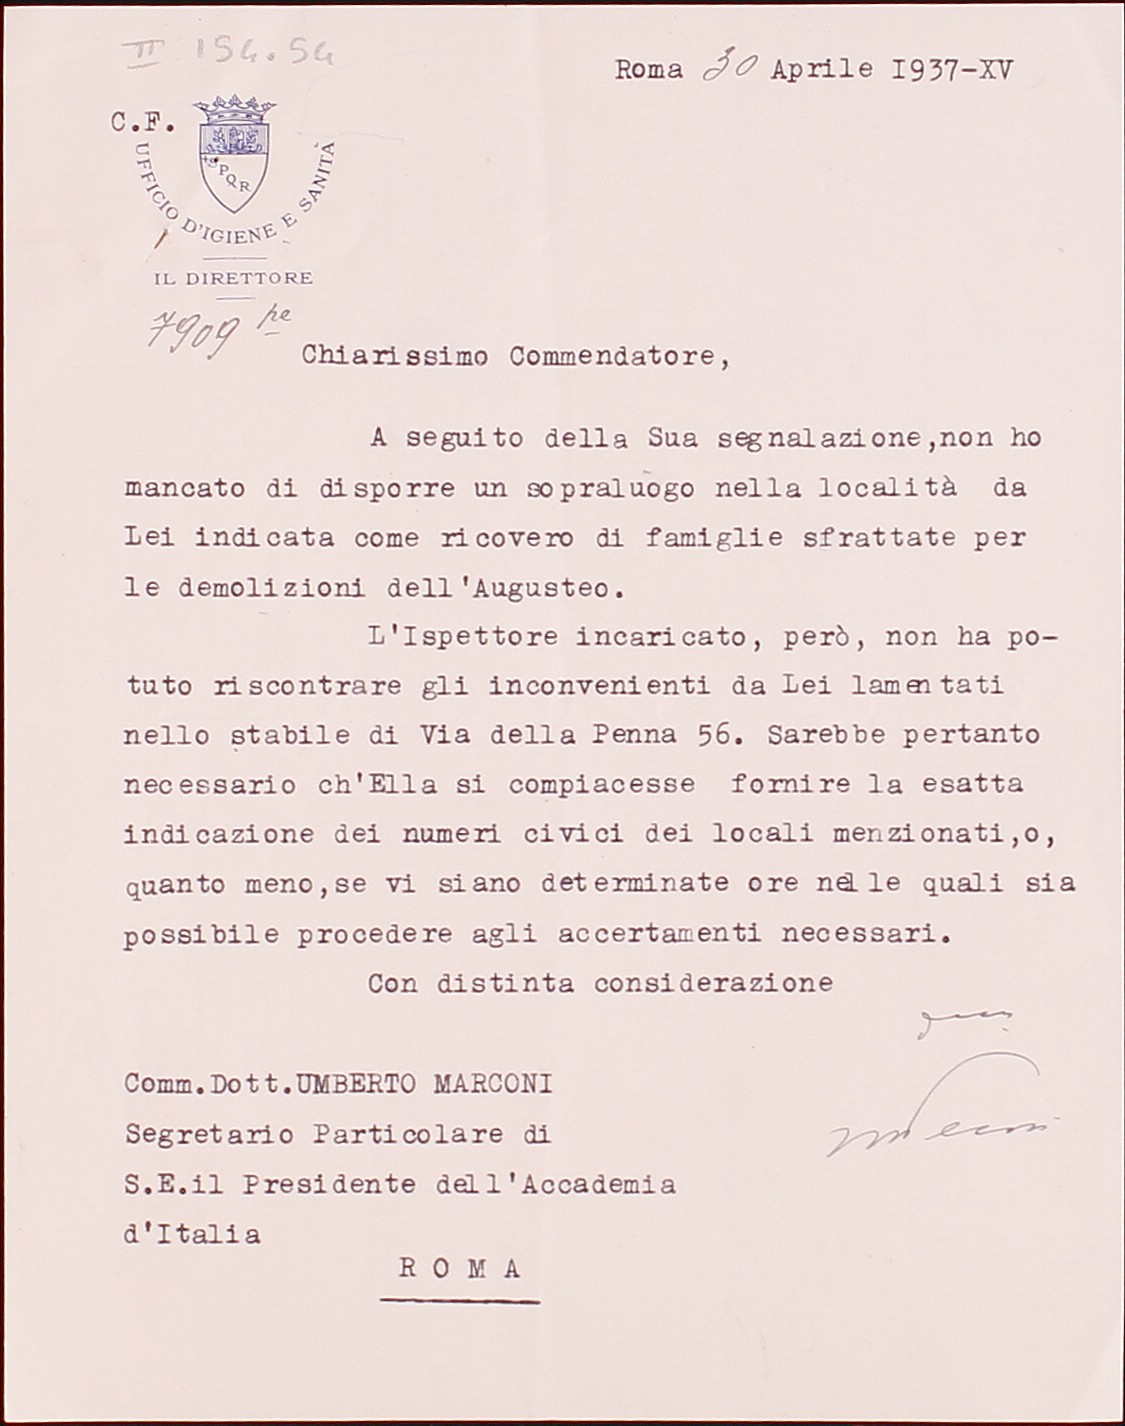 II 154.54
Roma 30 Aprile I937-XV
C.F.
SPQR
UFFICIO D'IGIENE E SANITÀ
IL DIRETTORE
7909
Chiarissimo Commendatore,
A seguito della Sua segnalazione,non ho
mancato di disporre un sopraluogo nella località da
Lei indicata come ricovero di famiglie sfrattate per
le demolizioni dell'Augusteo.
L'Ispettore incaricato, però, non ha po-
tuto riscontrare gli inconvenienti da Lei lamentati
nello stabile di Via della Penna 56. Sarebbe pertanto
necessario ch'Ella si compiacesse fornire la esatta
indicazione dei numeri civici dei locali menzionati,o,
quanto meno,se vi siano determinate ore nelle quali sia
possibile procedere agli accertamenti necessari.
Con distinta considerazione
Comm.Dott.UMBERTO MARCONI
Segretario Particolare di
S.E.il Presidente dell'Accademia
d'Italia
R O M A